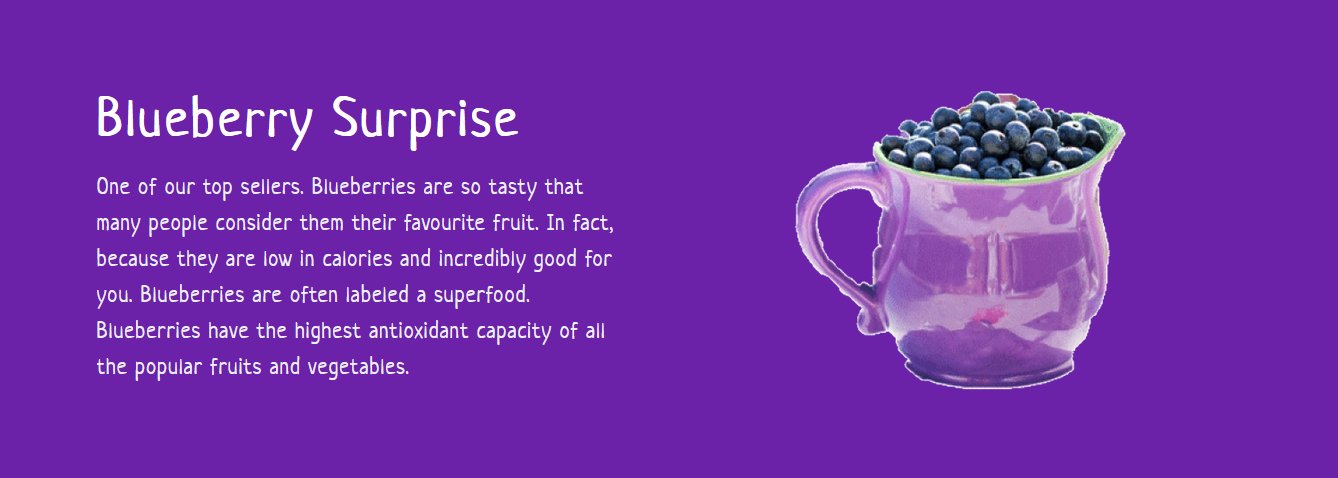 Blueberry Surprise
One of our top sellers. Blueberries are so tasty that
many people consider them their favourite fruit. In fact,
because they are low in calories and incredibly good for
you. Blueberries are often labeled a superfood.
Blueberries have the highest antioxidant capacity of all
the popular fruits and vegetables.